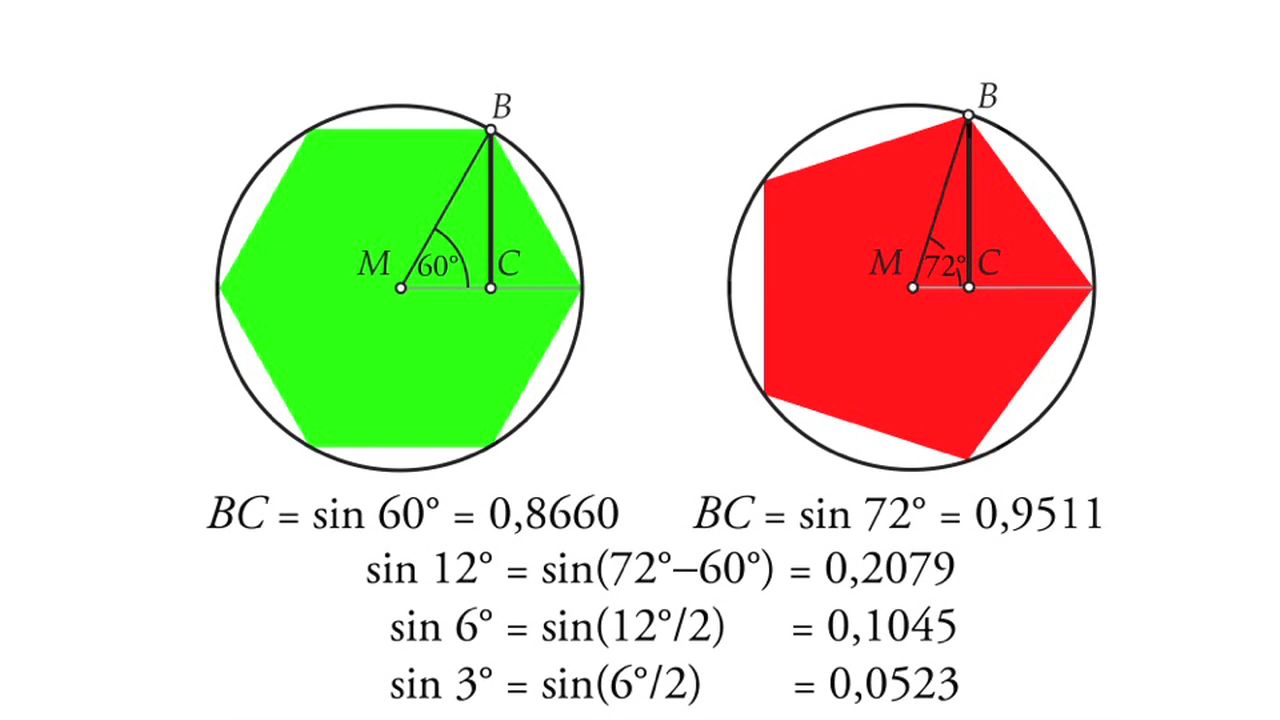 B
B
M 60° C
M 72° C
BC = sin 60° = 0,8660
BC = sin 72° = 0,9511
sin 12° = sin(72°−60°) = 0,2079
sin 6° = sin(12°/2) = 0,1045
sin 3° = sin(6°/2) = 0,0523